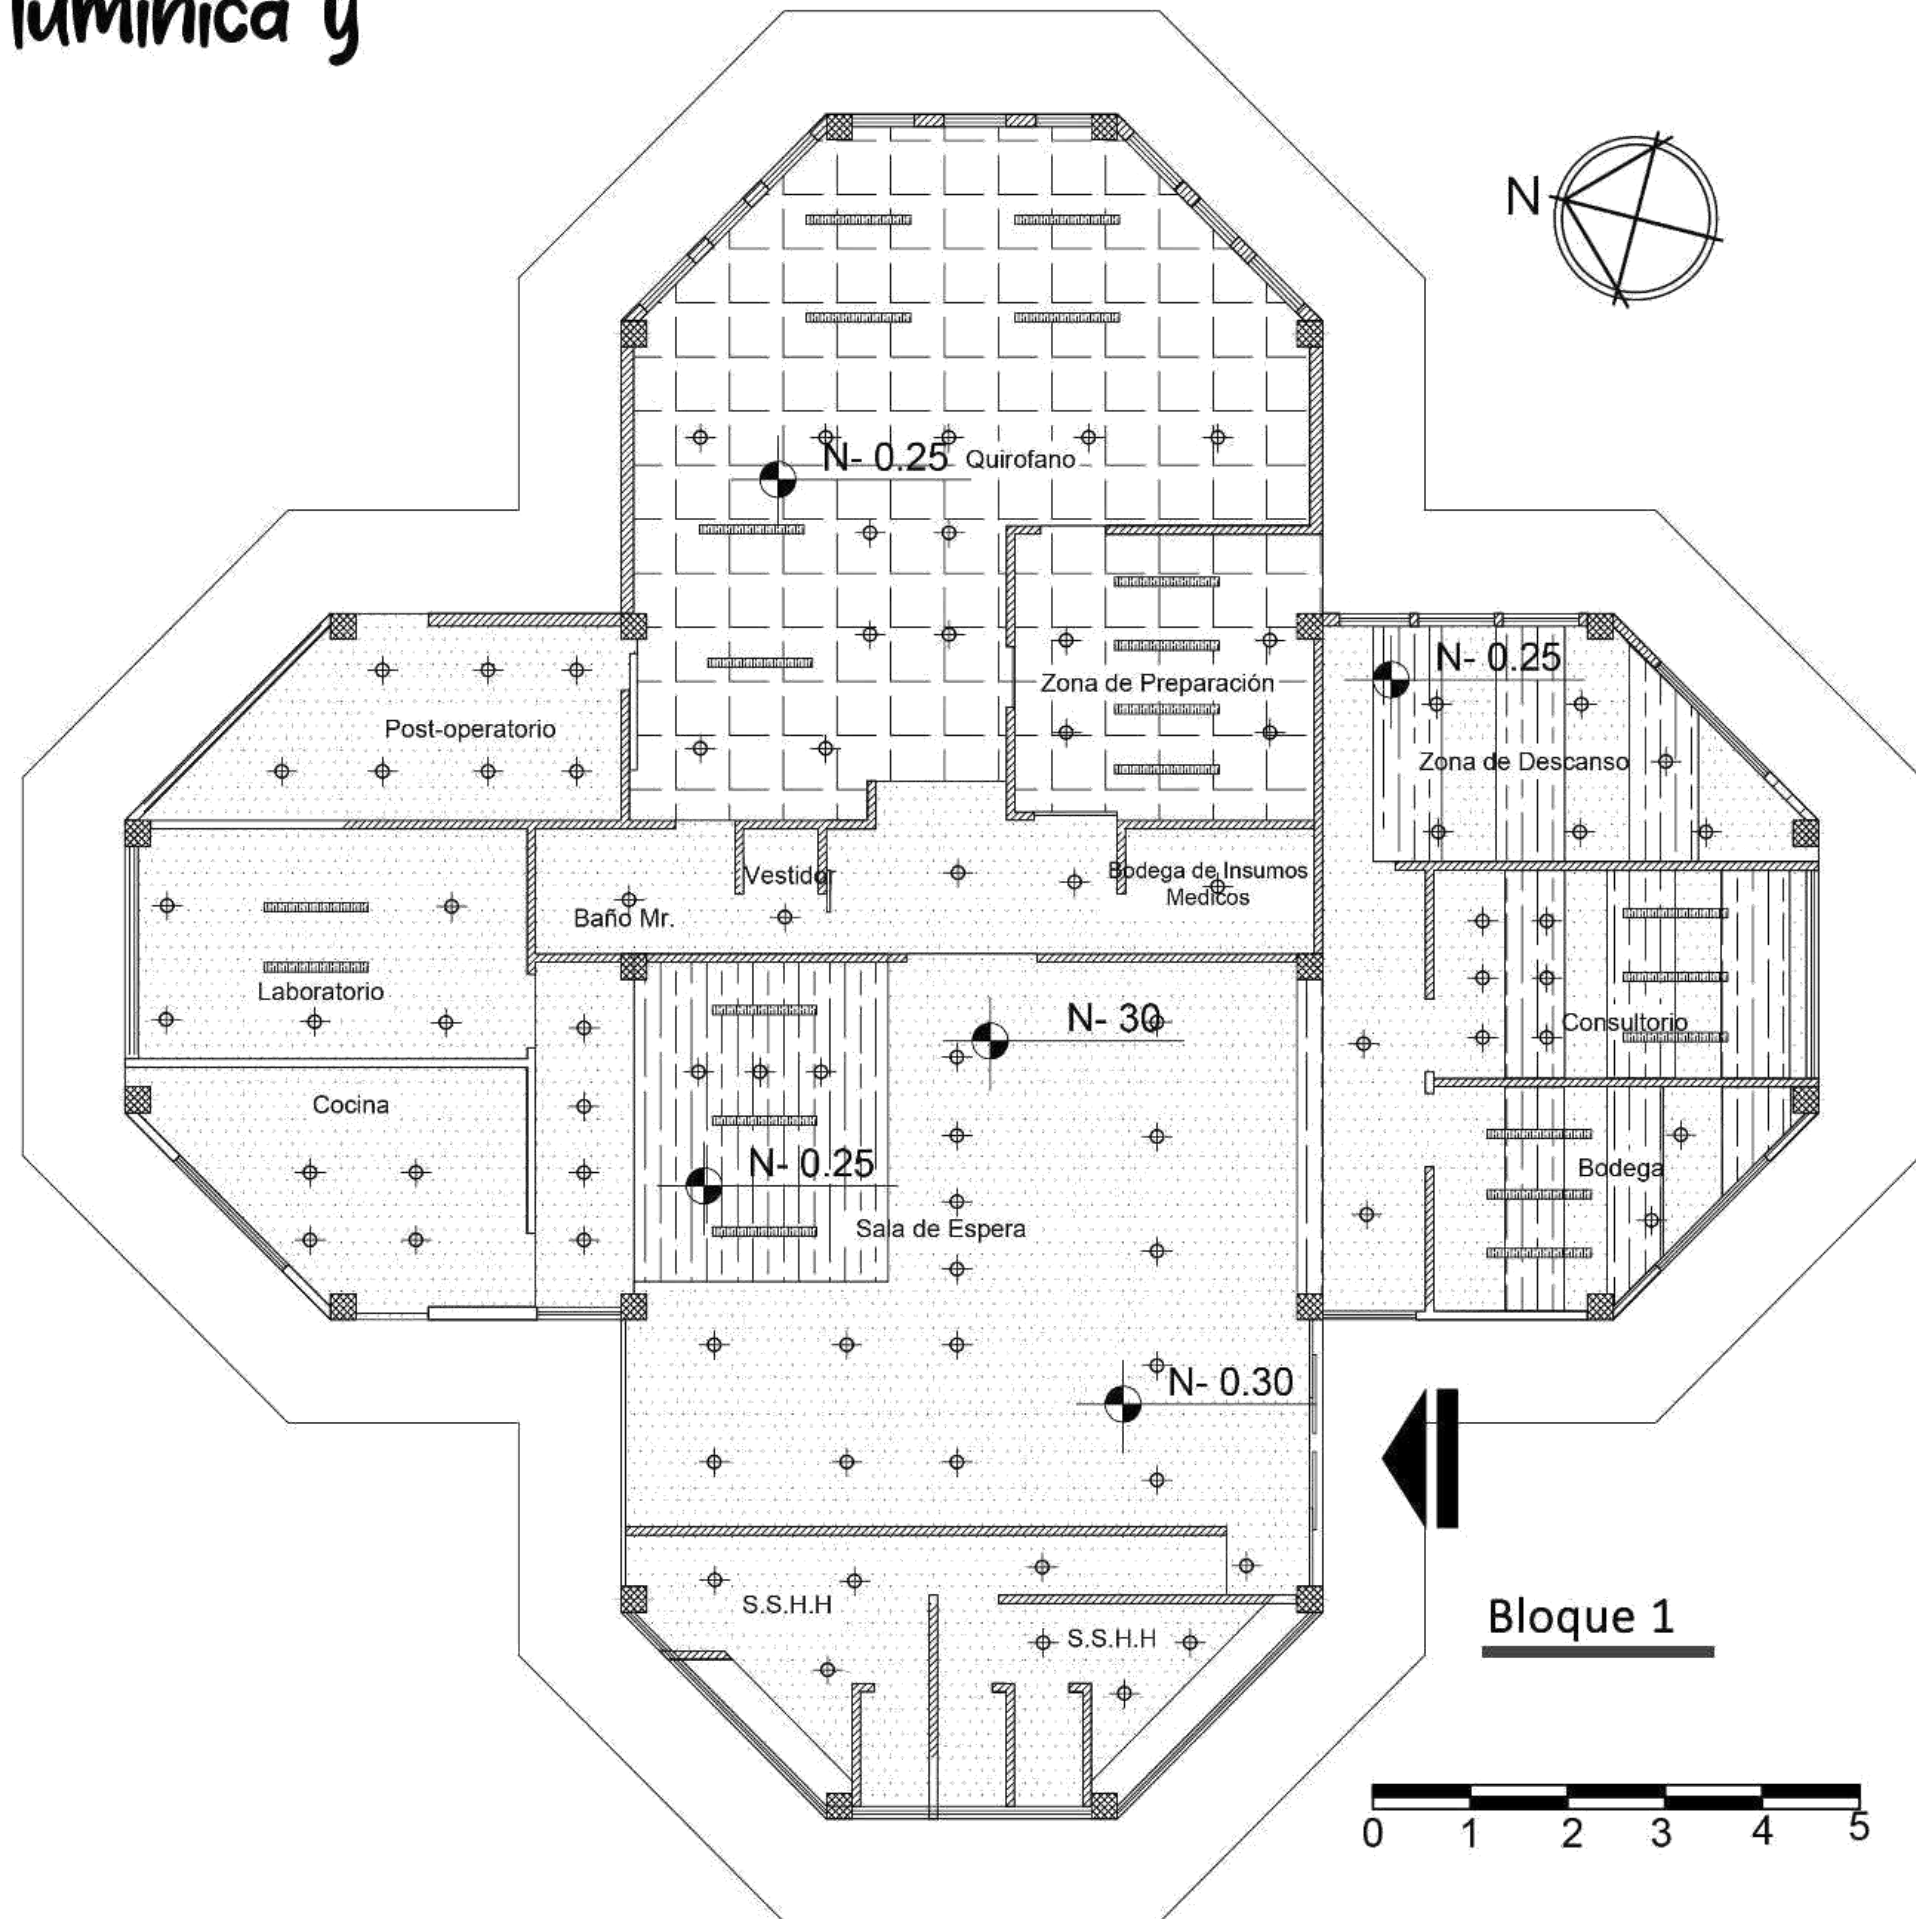 lumínica y
N
N- 0.25 Quirofano
N- 0.25
Zona de Preparación
Post-operatorio
Zona de Descanso
Vestidor
Bodega de Insumos
Medicos
Baño Mr.
Laboratorio
N- 30
Consultorio
Cocina
N- 0.25
Bodega
Sala de Espera
N- 0.30
S.S.H.H
S.S.H.H
Bloque 1
0 1 2 3 4 5